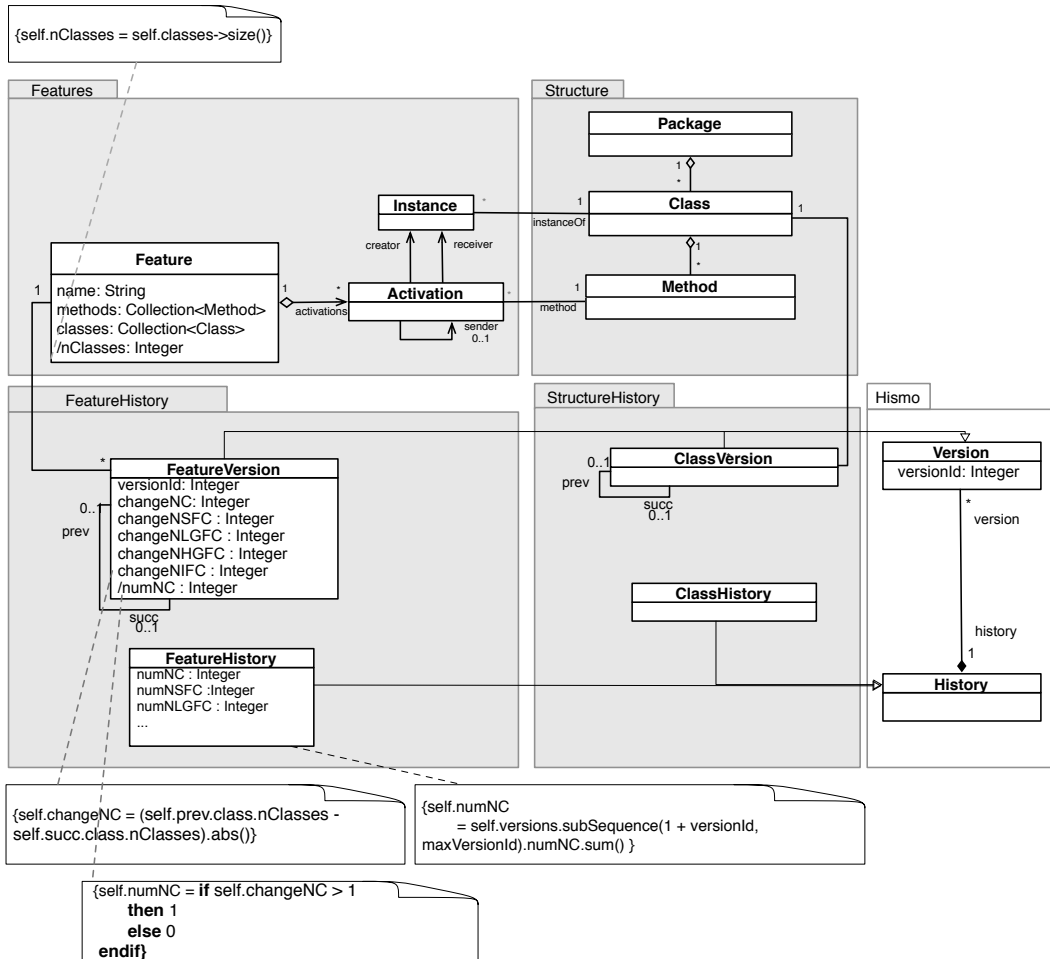 {self.nClasses = self.classes->size()}
Features
Structure
Package
1
*
Instance
*
1
Class
1
instanceOf
creator
receiver
1
*
Feature
1
name: String
methods: Collection<Method>
classes: Collection<Class>
/nClasses: Integer
1
*
activations
Activation
*
1
method
Method
sender
0..1
FeatureHistory
StructureHistory
Hismo
*
FeatureVersion
versionId: Integer
changeNC: Integer
changeNSFC : Integer
changeNLGFC : Integer
changeNHGFC : Integer
changeNIFC : Integer
/numNC : Integer
0..1
prev
succ
0..1
0..1
ClassVersion
prev
succ
0..1
Version
versionId: Integer
*
version
ClassHistory
history
1
FeatureHistory
numNC : Integer
numNSFC :Integer
numNLGFC : Integer
...
History
{self.changeNC = (self.prev.class.nClasses -
self.succ.class.nClasses).abs()}
{self.numNC
= self.versions.subSequence(1 + versionId,
maxVersionId).numNC.sum() }
{self.numNC = if self.changeNC > 1
then 1
else 0
endif}